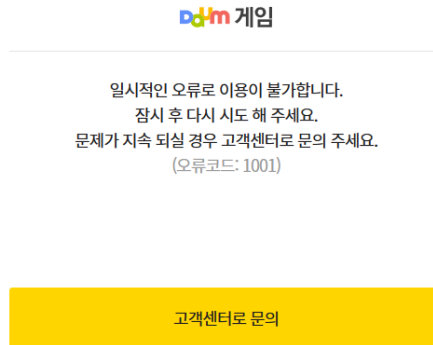 Daum 게임
일시적인 오류로 이용이 불가합니다.
잠시 후 다시 시도 해 주세요.
문제가 지속 되실 경우 고객센터로 문의 주세요.
(오류코드: 1001)
고객센터로 문의